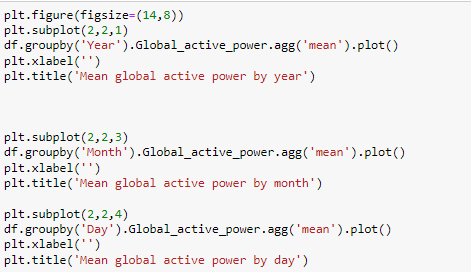 plt.figure(figsize=(14,8))
plt.subplot(2,2,1)
df.groupby('Year').Global_active_power.agg('mean').plot()
plt.xlabel('')
plt.title('Mean global active power by year')
plt.subplot(2,2,3)
df.groupby('Month').Global_active_power.agg('mean').plot()
plt.xlabel('')
plt.title('Mean global active power by month')
plt.subplot(2,2,4)
df.groupby('Day').Global_active_power.agg('mean').plot()
plt.xlabel('')
plt.title('Mean global active power by day')